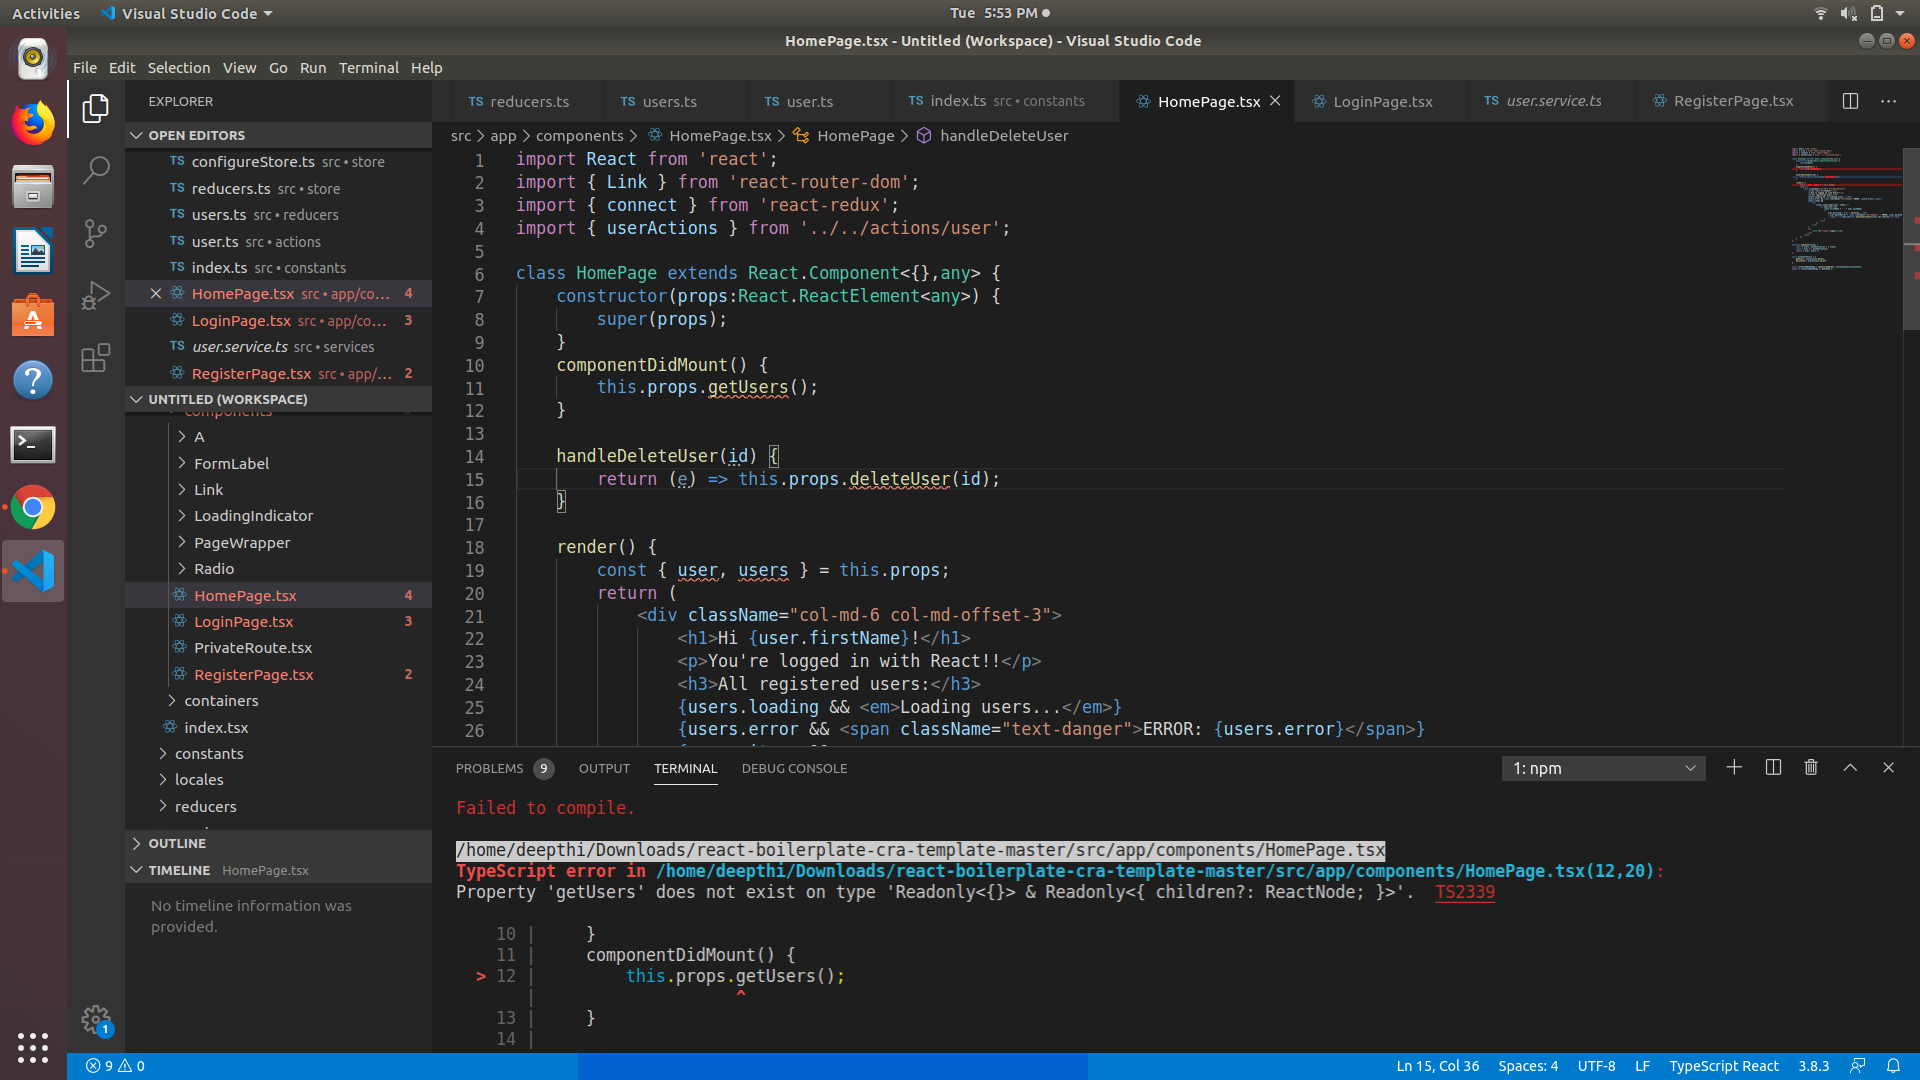 Activities Visual Studio Code Tue 5:53 PM
HomePage.tsx - Untitled (Workspace) - Visual Studio Code
File Edit Selection View Go Run Terminal Help
EXPLORER
OPEN EDITORS
TS configureStore.ts src • store
TS reducers.ts src • store
TS users.ts src • reducers
TS user.ts src • actions
TS index.ts src • constants
HomePage.tsx src • app/co... 4
LoginPage.tsx src • app/co... 3
TS user.service.ts src • services
RegisterPage.tsx src • app/... 2
UNTITLED (WORKSPACE)
components
A
FormLabel
Link
LoadingIndicator
PageWrapper
Radio
HomePage.tsx 4
LoginPage.tsx 3
PrivateRoute.tsx
RegisterPage.tsx 2
containers
index.tsx
constants
locales
reducers
OUTLINE
TIMELINE HomePage.tsx
No timeline information was
provided.
TS reducers.ts TS users.ts TS user.ts TS index.ts src • constants HomePage.tsx LoginPage.tsx TS user.service.ts RegisterPage.tsx
src > app > components > HomePage.tsx > HomePage > handleDeleteUser
1 import React from 'react';
2 import { Link } from 'react-router-dom';
3 import { connect } from 'react-redux';
4 import { userActions } from '../../actions/user';
5
6 class HomePage extends React.Component<{},any> {
7 constructor(props:React.ReactElement<any>) {
8 super(props);
9 }
10 componentDidMount() {
11 this.props.getUsers();
12 }
13
14 handleDeleteUser(id) {
15 return (e) => this.props.deleteUser(id);
16 }
17
18 render() {
19 const { user, users } = this.props;
20 return (
21 <div className="col-md-6 col-md-offset-3">
22 <h1>Hi {user.firstName}!</h1>
23 <p>You're logged in with React!!</p>
24 <h3>All registered users:</h3>
25 {users.loading && <em>Loading users...</em>}
26 {users.error && <span className="text-danger">ERROR: {users.error}</span>}
PROBLEMS 9 OUTPUT TERMINAL DEBUG CONSOLE 1: npm
Failed to compile.
/home/deepthi/Downloads/react-boilerplate-cra-template-master/src/app/components/HomePage.tsx
TypeScript error in /home/deepthi/Downloads/react-boilerplate-cra-template-master/src/app/components/HomePage.tsx(12,20):
Property 'getUsers' does not exist on type 'Readonly<{}> & Readonly<{ children?: ReactNode; }>'. TS2339
10 | }
11 | componentDidMount() {
> 12 | this.props.getUsers();
| ^
13 | }
14 |
1
9 0 Ln 15, Col 36 Spaces: 4 UTF-8 LF TypeScript React 3.8.3